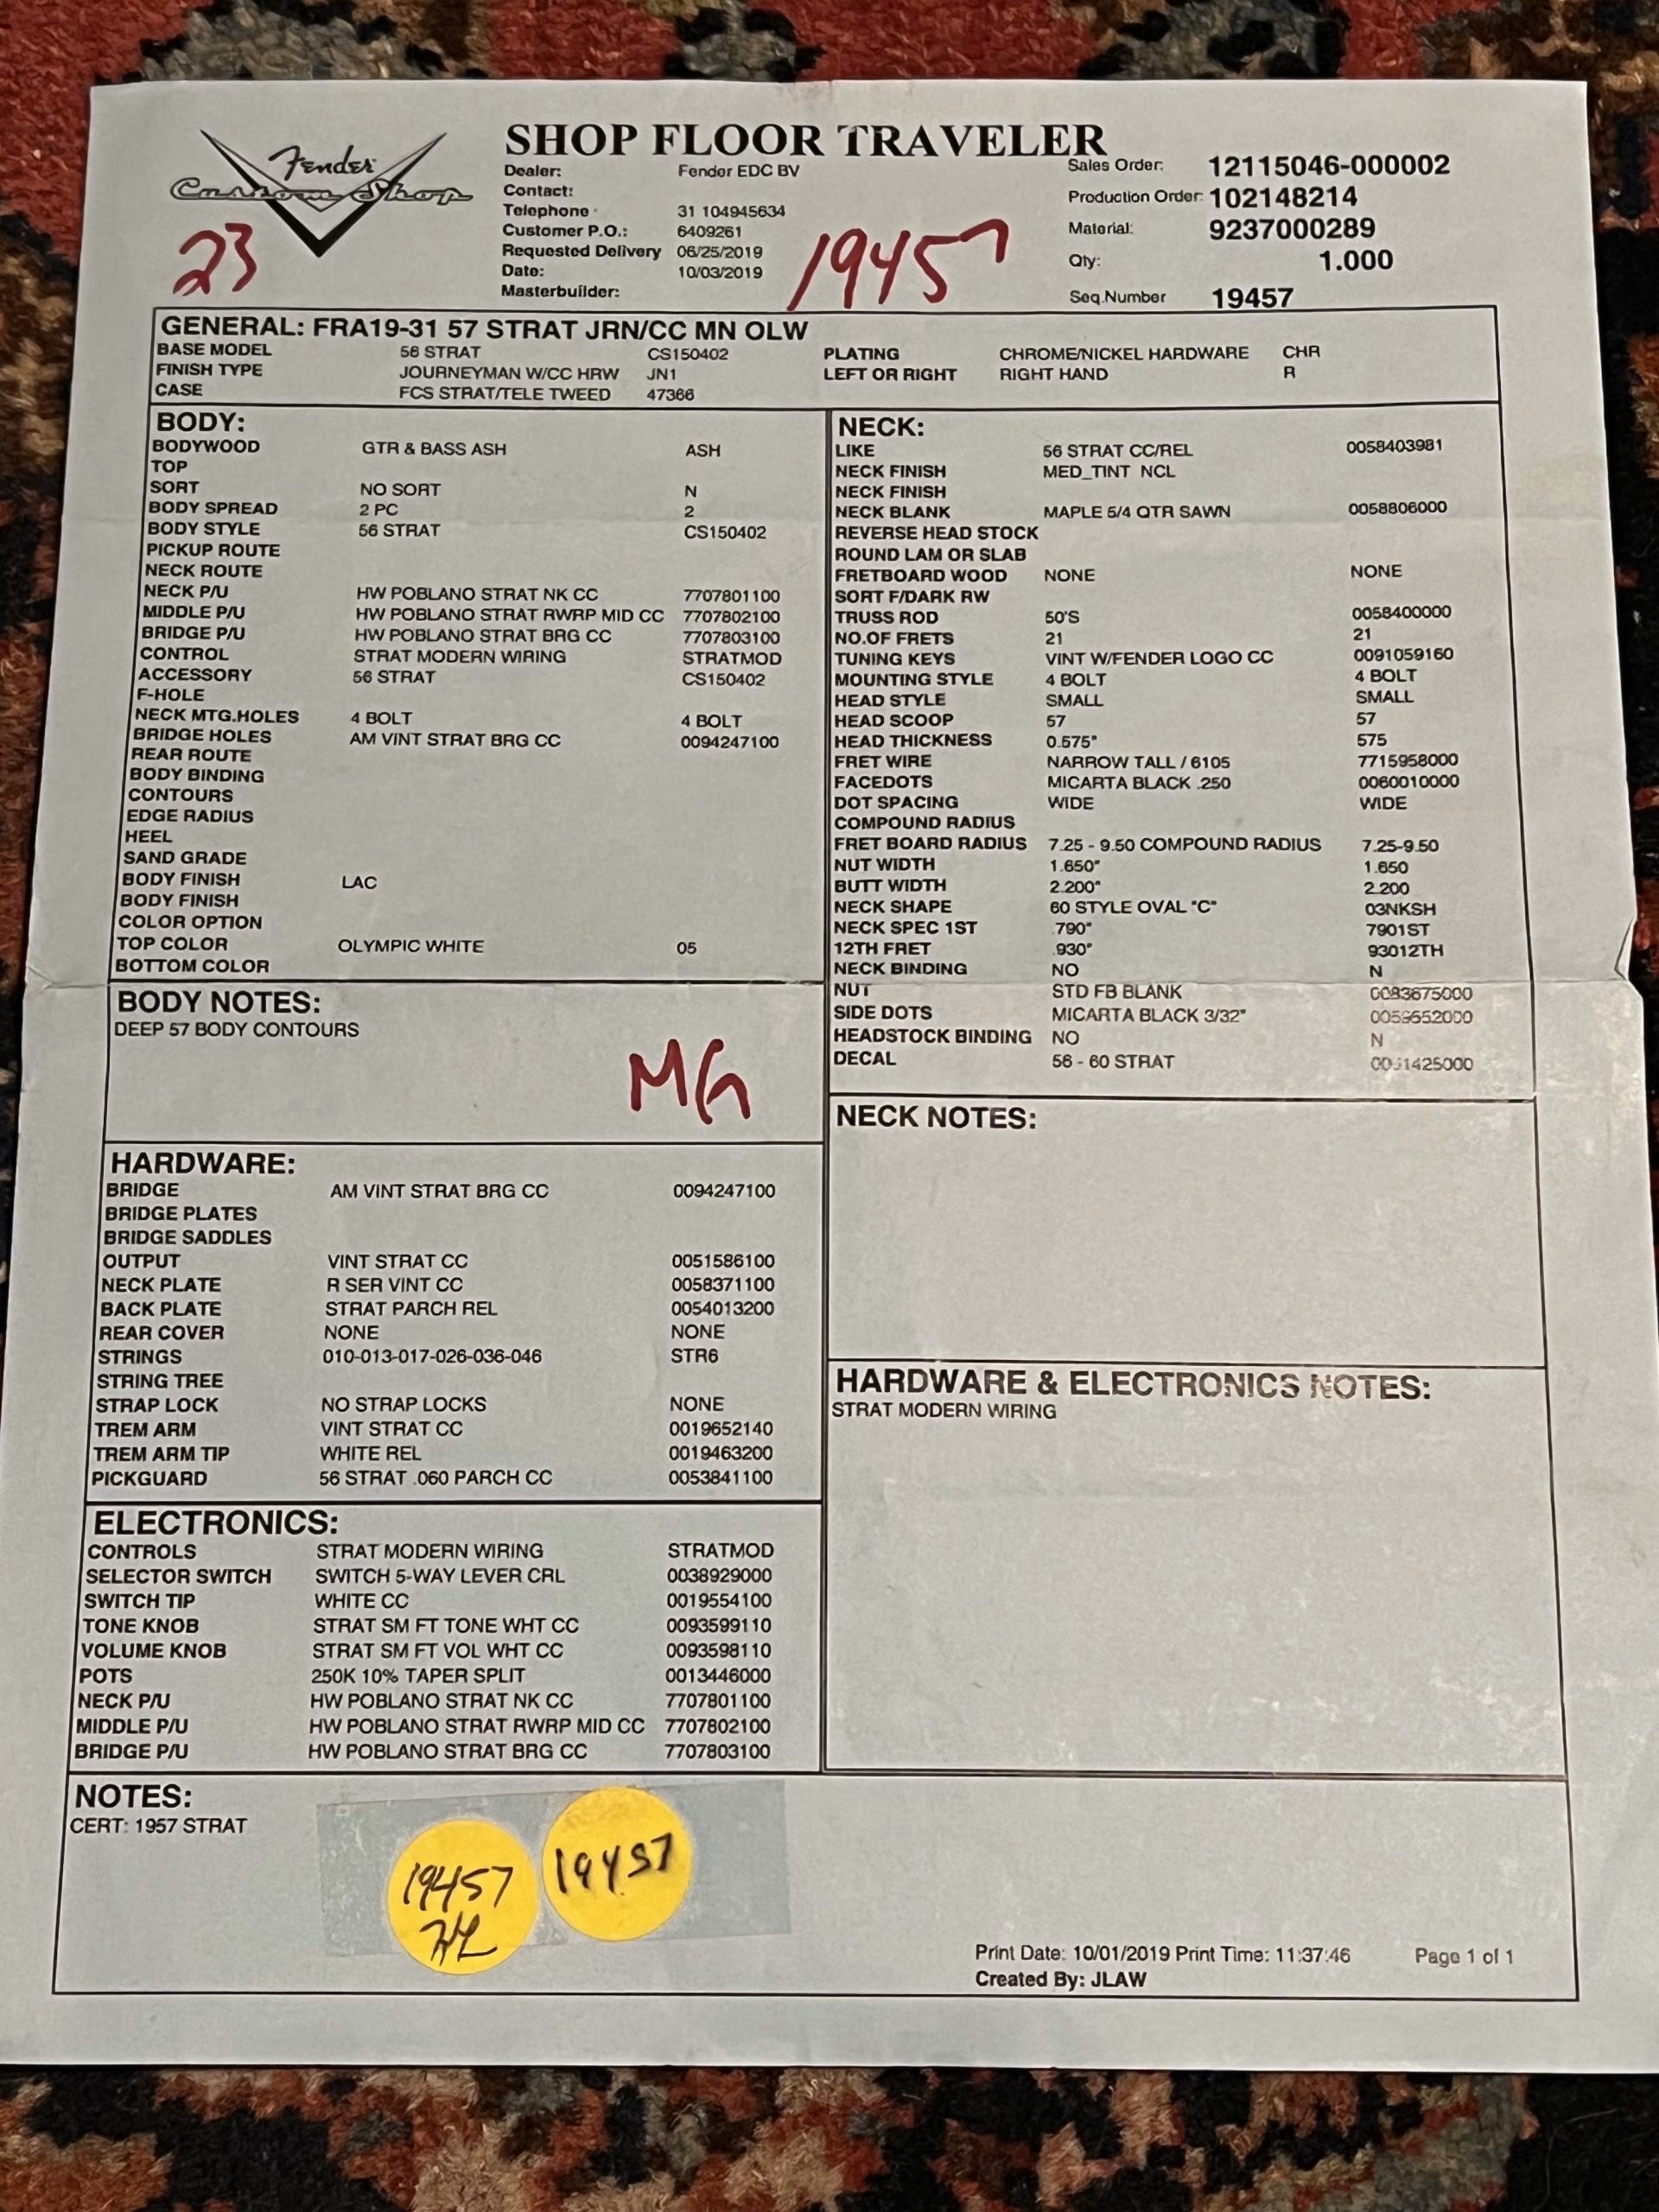 Fender
Custom Shop
SHOP FLOOR TRAVELER
Dealer: Fender EDC BV
Contact:
Telephone 31 104945634
Customer P.O.: 6409261
Requested Delivery 06/25/2019
Date: 10/03/2019
Masterbuilder:
Sales Order: 12115046-000002
Production Order: 102148214
Material: 9237000289
Qty: 1.000
Seq.Number 19457
23
19457
GENERAL: FRA19-31 57 STRAT JRN/CC MN OLW
BASE MODEL 56 STRAT CS150402
FINISH TYPE JOURNEYMAN W/CC HRW JN1
CASE FCS STRAT/TELE TWEED 47366
PLATING CHROME/NICKEL HARDWARE CHR
LEFT OR RIGHT RIGHT HAND R
BODY:
BODYWOOD GTR & BASS ASH ASH
TOP
SORT NO SORT N
BODY SPREAD 2 PC 2
BODY STYLE 56 STRAT CS150402
PICKUP ROUTE
NECK ROUTE
NECK P/U HW POBLANO STRAT NK CC 7707801100
MIDDLE P/U HW POBLANO STRAT RWRP MID CC 7707802100
BRIDGE P/U HW POBLANO STRAT BRG CC 7707803100
CONTROL STRAT MODERN WIRING STRATMOD
ACCESSORY 56 STRAT CS150402
F-HOLE
NECK MTG.HOLES 4 BOLT 4 BOLT
BRIDGE HOLES AM VINT STRAT BRG CC 0094247100
REAR ROUTE
BODY BINDING
CONTOURS
EDGE RADIUS
HEEL
SAND GRADE
BODY FINISH LAC
BODY FINISH
COLOR OPTION
TOP COLOR OLYMPIC WHITE 05
BOTTOM COLOR
NECK:
LIKE 56 STRAT CC/REL 0058403981
NECK FINISH MED_TINT NCL
NECK FINISH
NECK BLANK MAPLE 5/4 QTR SAWN 0058806000
REVERSE HEAD STOCK
ROUND LAM OR SLAB
FRETBOARD WOOD NONE NONE
SORT F/DARK RW
TRUSS ROD 50'S 0058400000
NO.OF FRETS 21 21
TUNING KEYS VINT W/FENDER LOGO CC 0091059160
MOUNTING STYLE 4 BOLT 4 BOLT
HEAD STYLE SMALL SMALL
HEAD SCOOP 57 57
HEAD THICKNESS 0.575" 575
FRET WIRE NARROW TALL / 6105 7715958000
FACEDOTS MICARTA BLACK .250 0060010000
DOT SPACING WIDE WIDE
COMPOUND RADIUS
FRET BOARD RADIUS 7.25 - 9.50 COMPOUND RADIUS 7.25-9.50
NUT WIDTH 1.650" 1.650
BUTT WIDTH 2.200" 2.200
NECK SHAPE 60 STYLE OVAL "C" 03NKSH
NECK SPEC 1ST .790" 7901ST
12TH FRET .930" 93012TH
NECK BINDING NO N
NUT STD FB BLANK 0083675000
SIDE DOTS MICARTA BLACK 3/32"
HEADSTOCK BINDING NO N
DECAL 56 - 60 STRAT
BODY NOTES:
DEEP 57 BODY CONTOURS
MG
NECK NOTES:
HARDWARE:
BRIDGE AM VINT STRAT BRG CC 0094247100
BRIDGE PLATES
BRIDGE SADDLES
OUTPUT VINT STRAT CC 0051586100
NECK PLATE R SER VINT CC 0058371100
BACK PLATE STRAT PARCH REL 0054013200
REAR COVER NONE NONE
STRINGS 010-013-017-026-036-046 STR6
STRING TREE
STRAP LOCK NO STRAP LOCKS NONE
TREM ARM VINT STRAT CC 0019652140
TREM ARM TIP WHITE REL 0019463200
PICKGUARD 56 STRAT .060 PARCH CC 0053841100
HARDWARE & ELECTRONICS NOTES:
STRAT MODERN WIRING
ELECTRONICS:
CONTROLS STRAT MODERN WIRING STRATMOD
SELECTOR SWITCH SWITCH 5-WAY LEVER CRL 0038929000
SWITCH TIP WHITE CC 0019554100
TONE KNOB STRAT SM FT TONE WHT CC 0093599110
VOLUME KNOB STRAT SM FT VOL WHT CC 0093598110
POTS 250K 10% TAPER SPLIT 0013446000
NECK P/U HW POBLANO STRAT NK CC 7707801100
MIDDLE P/U HW POBLANO STRAT RWRP MID CC 7707802100
BRIDGE P/U HW POBLANO STRAT BRG CC 7707803100
NOTES:
CERT: 1957 STRAT
19457
19457
Print Date: 10/01/2019 Print Time: 11:37:46 Page 1 of 1
Created By: JLAW